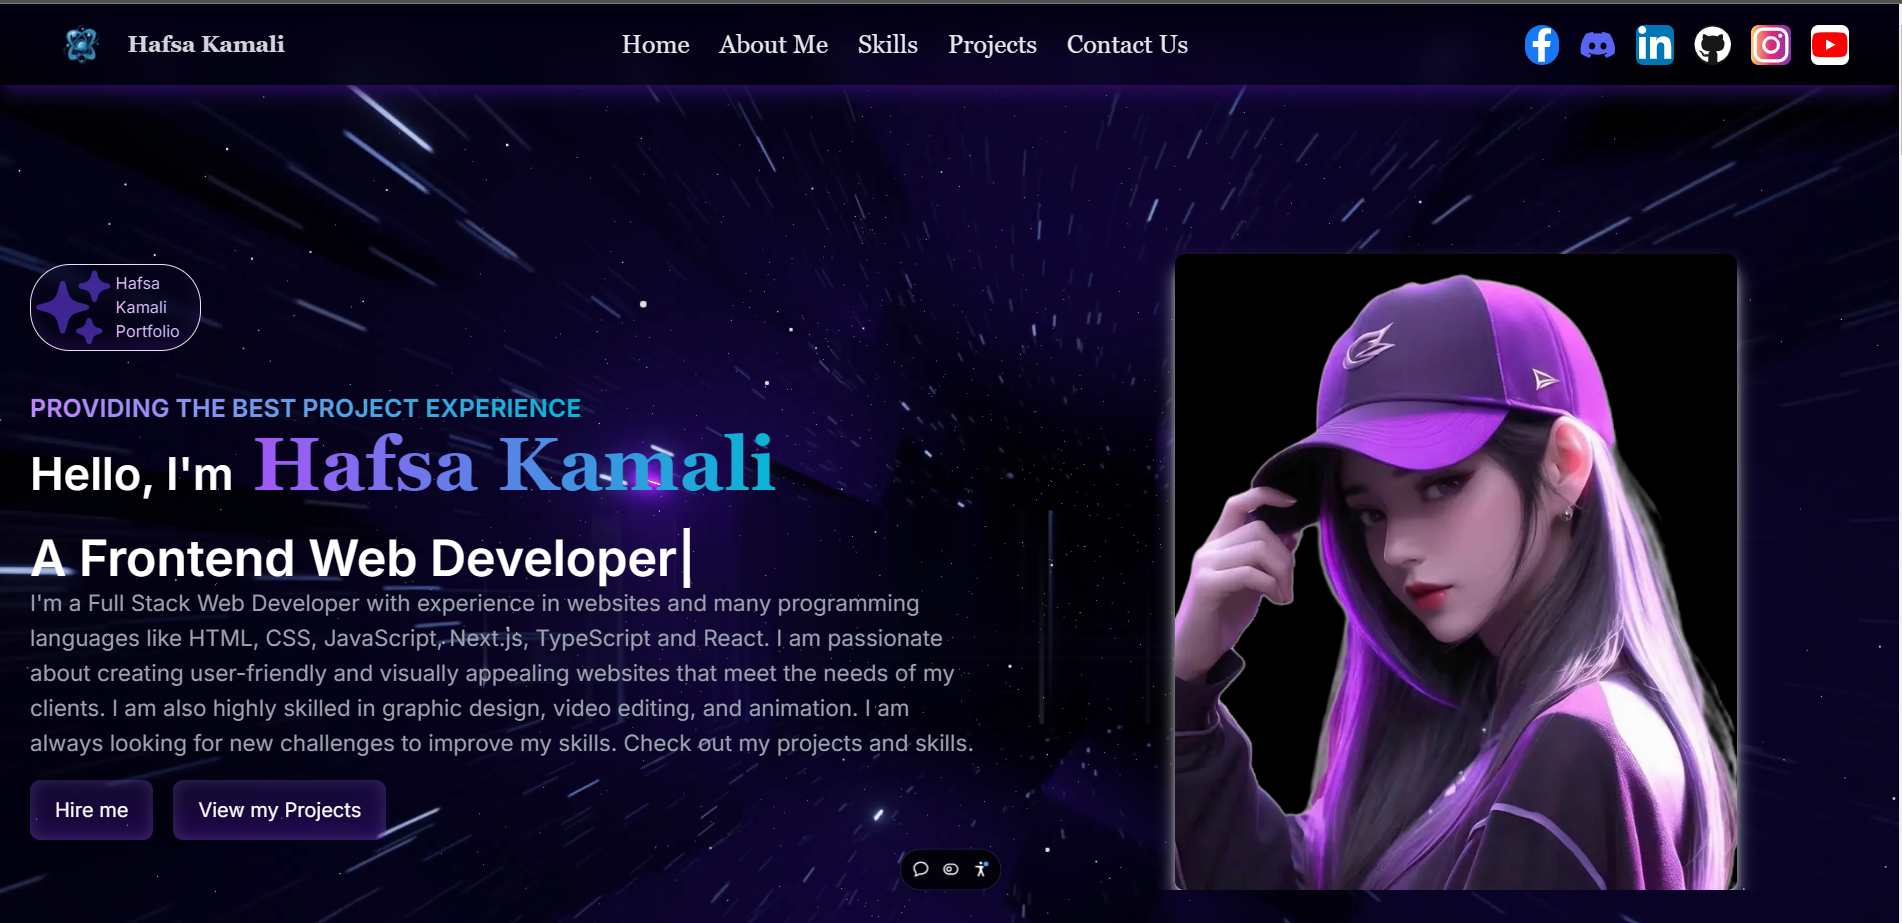 Hafsa Kamali
Home About Me Skills Projects Contact Us
Hafsa
Kamali
Portfolio
PROVIDING THE BEST PROJECT EXPERIENCE
Hello, I'm Hafsa Kamali
A Frontend Web Developer|
I'm a Full Stack Web Developer with experience in websites and many programming
languages like HTML, CSS, JavaScript, Next.js, TypeScript and React. I am passionate
about creating user-friendly and visually appealing websites that meet the needs of my
clients. I am also highly skilled in graphic design, video editing, and animation. I am
always looking for new challenges to improve my skills. Check out my projects and skills.
Hire me
View my Projects